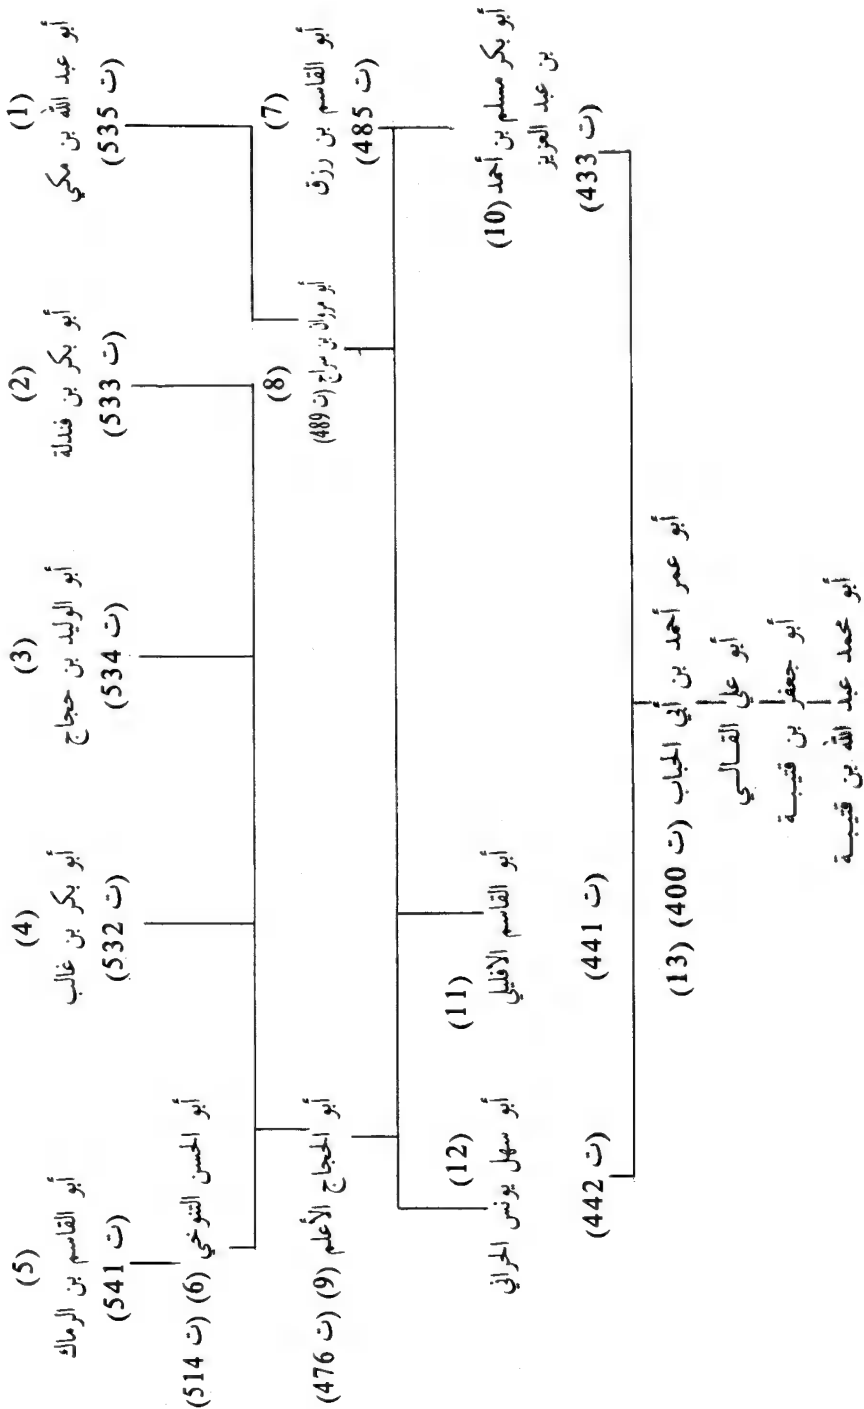 (1)
أبو عبد الله بن مكي
(ت 535)
(2)
أبو بكر بن فندلة
(ت 533)
(3)
أبو الوليد بن حجاج
(ت 534)
(4)
أبو بكر بن غالب
(ت 532)
(5)
أبو القاسم بن الرماك
(ت 541)
أبو الحسن التنوخي (6) (ت 514)
(7)
أبو القاسم بن رزق
(ت 485)
(8)
أبو مروان بن سراج (ت 489)
أبو الحجاج الأعلم (9) (ت 476)
أبو بكر مسلم بن أحمد (10)
بن عبد العزيز
(ت 433)
(11)
أبو القاسم الافليلي
(ت 441)
(12)
أبو سهل يونس الحراني
(ت 442)
أبو عمر أحمد بن أبي الحباب (ت 400) (13)
أبو علي القالي
أبو جعفر بن قتيبة
أبو محمد عبد الله بن قتيبة